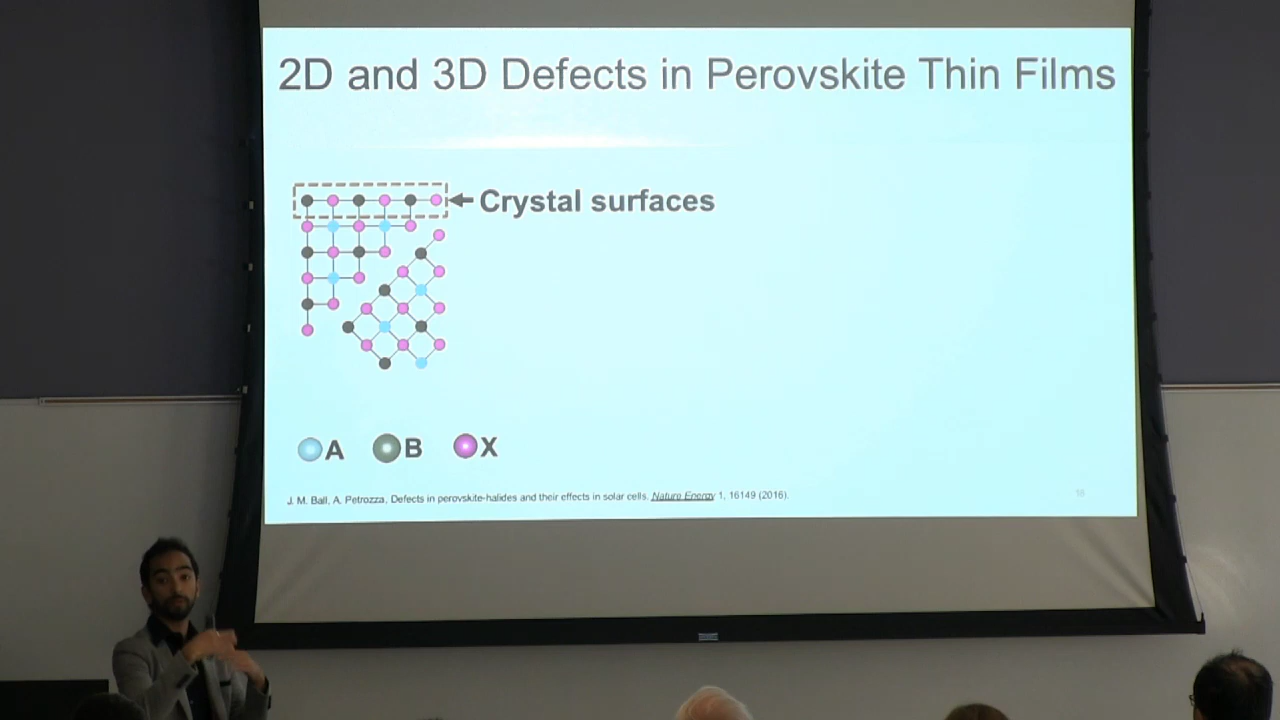 2D and 3D Defects in Perovskite Thin Films
Crystal surfaces
A B X
J. M. Ball, A. Petrozza, Defects in perovskite-halides and their effects in solar cells. Nature Energy 1, 16149 (2016).